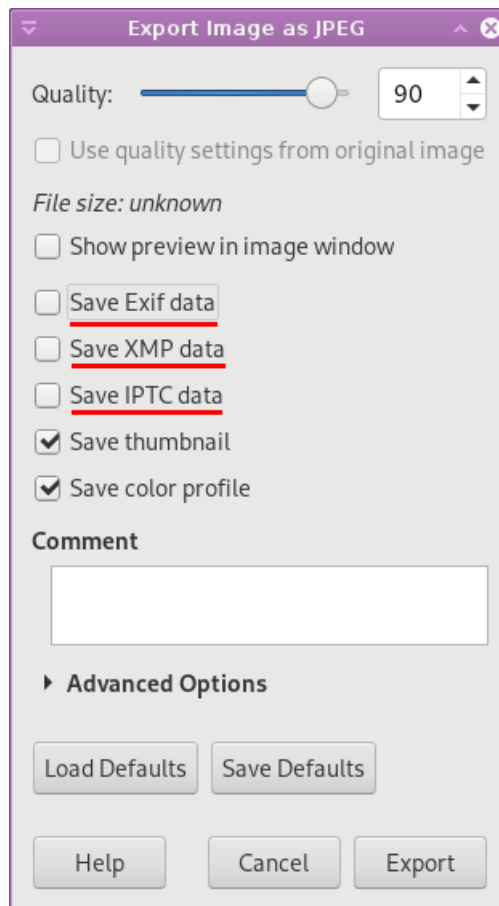 Export Image as JPEG
Quality: 90
Use quality settings from original image
File size: unknown
Show preview in image window
Save Exif data
Save XMP data
Save IPTC data
Save thumbnail
Save color profile
Comment
Advanced Options
Load Defaults Save Defaults
Help Cancel Export